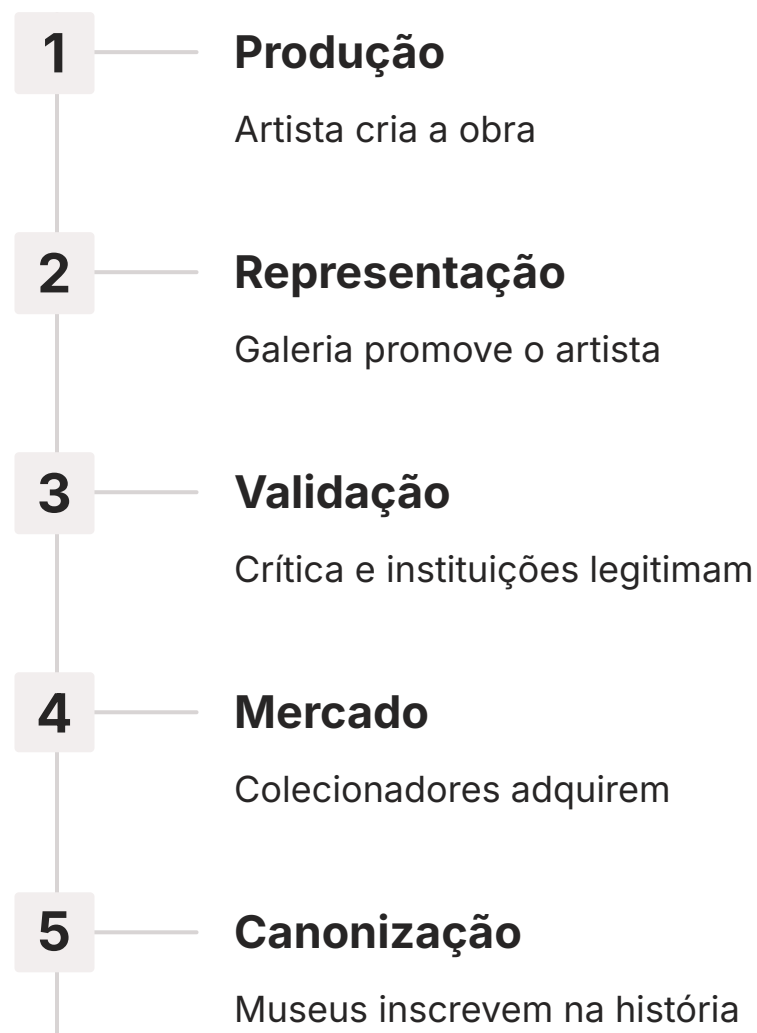 1
Produção
Artista cria a obra
2
Representação
Galeria promove o artista
3
Validação
Crítica e instituições legitimam
4
Mercado
Colecionadores adquirem
5
Canonização
Museus inscrevem na história